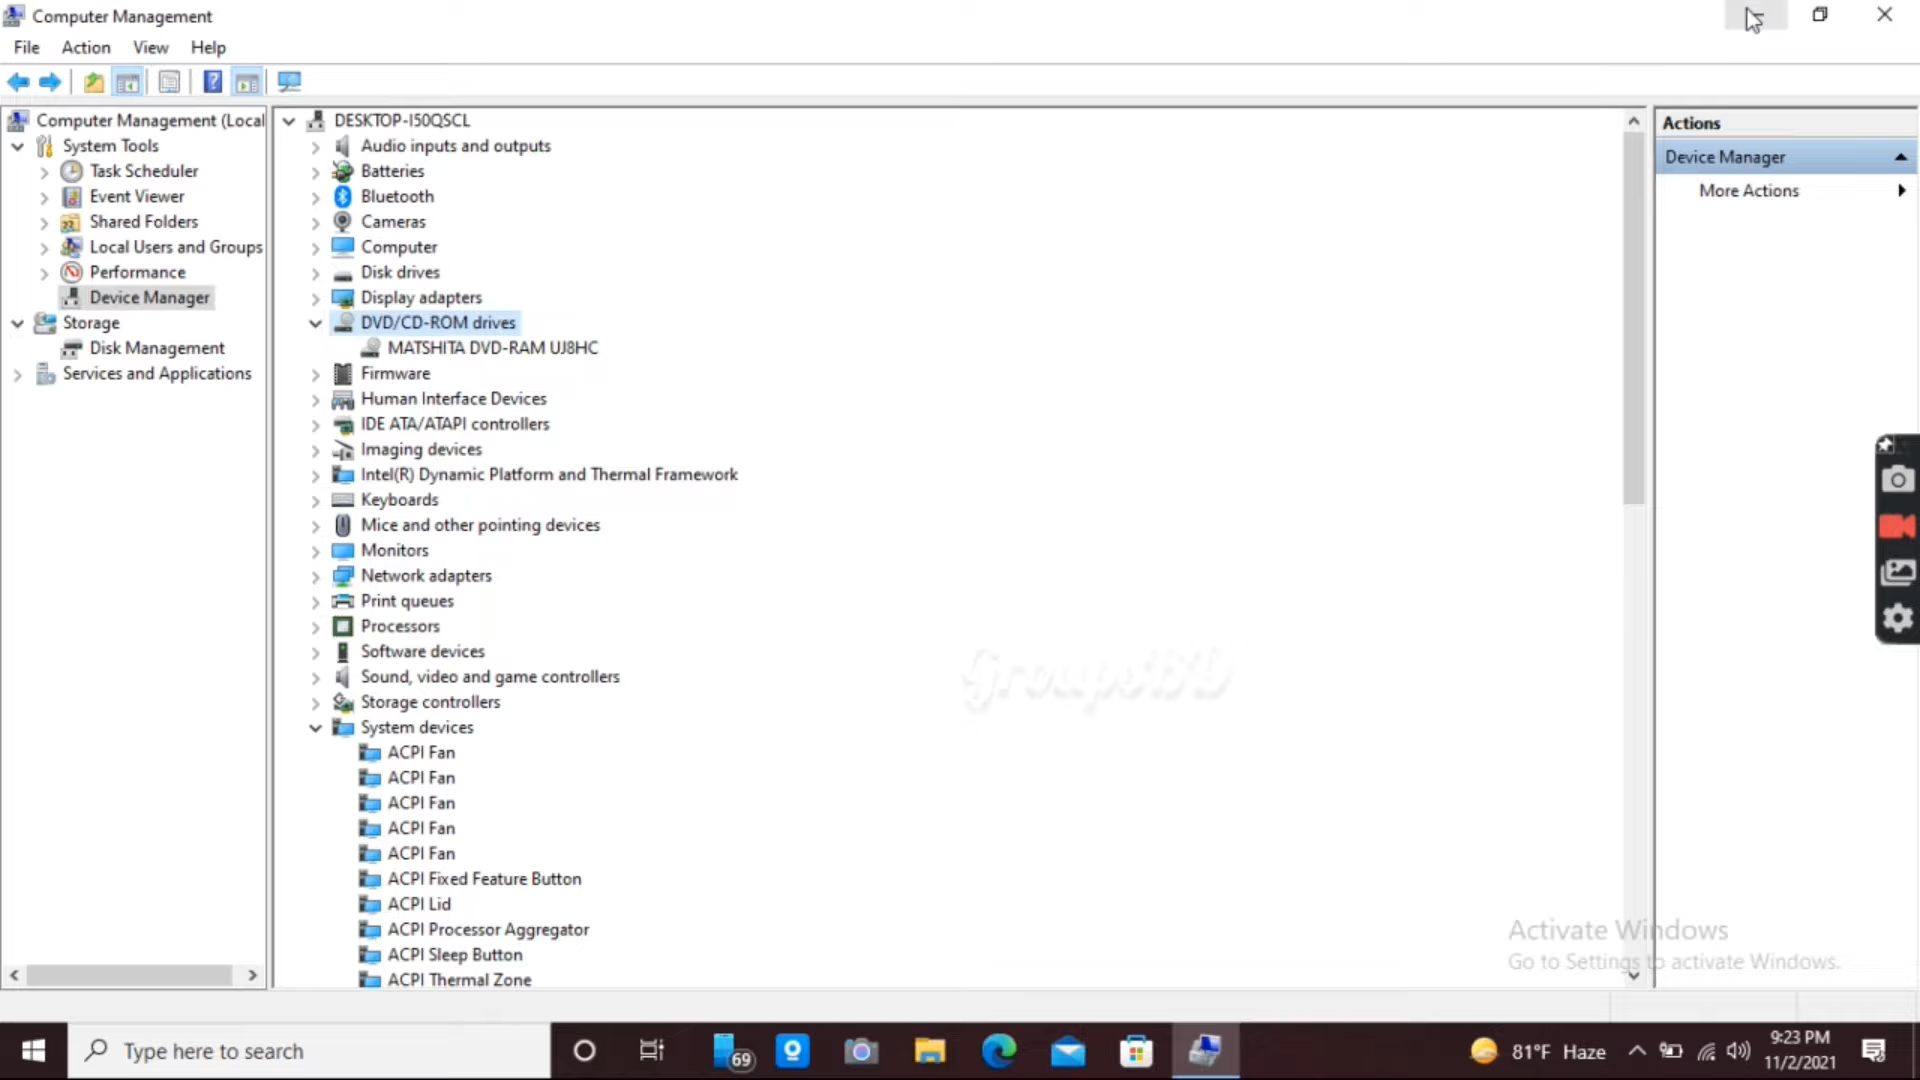 Computer Management
File Action View Help
Computer Management (Local
System Tools
Task Scheduler
Event Viewer
Shared Folders
Local Users and Groups
Performance
Device Manager
Storage
Disk Management
Services and Applications
DESKTOP-I50QSCL
Audio inputs and outputs
Batteries
Bluetooth
Cameras
Computer
Disk drives
Display adapters
DVD/CD-ROM drives
MATSHITA DVD-RAM UJ8HC
Firmware
Human Interface Devices
IDE ATA/ATAPI controllers
Imaging devices
Intel(R) Dynamic Platform and Thermal Framework
Keyboards
Mice and other pointing devices
Monitors
Network adapters
Print queues
Processors
Software devices
Sound, video and game controllers
Storage controllers
System devices
ACPI Fan
ACPI Fan
ACPI Fan
ACPI Fan
ACPI Fan
ACPI Fixed Feature Button
ACPI Lid
ACPI Processor Aggregator
ACPI Sleep Button
ACPI Thermal Zone
Actions
Device Manager
More Actions
Activate Windows
Go to Settings to activate Windows.
Type here to search
69
81°F Haze
9:23 PM
11/2/2021